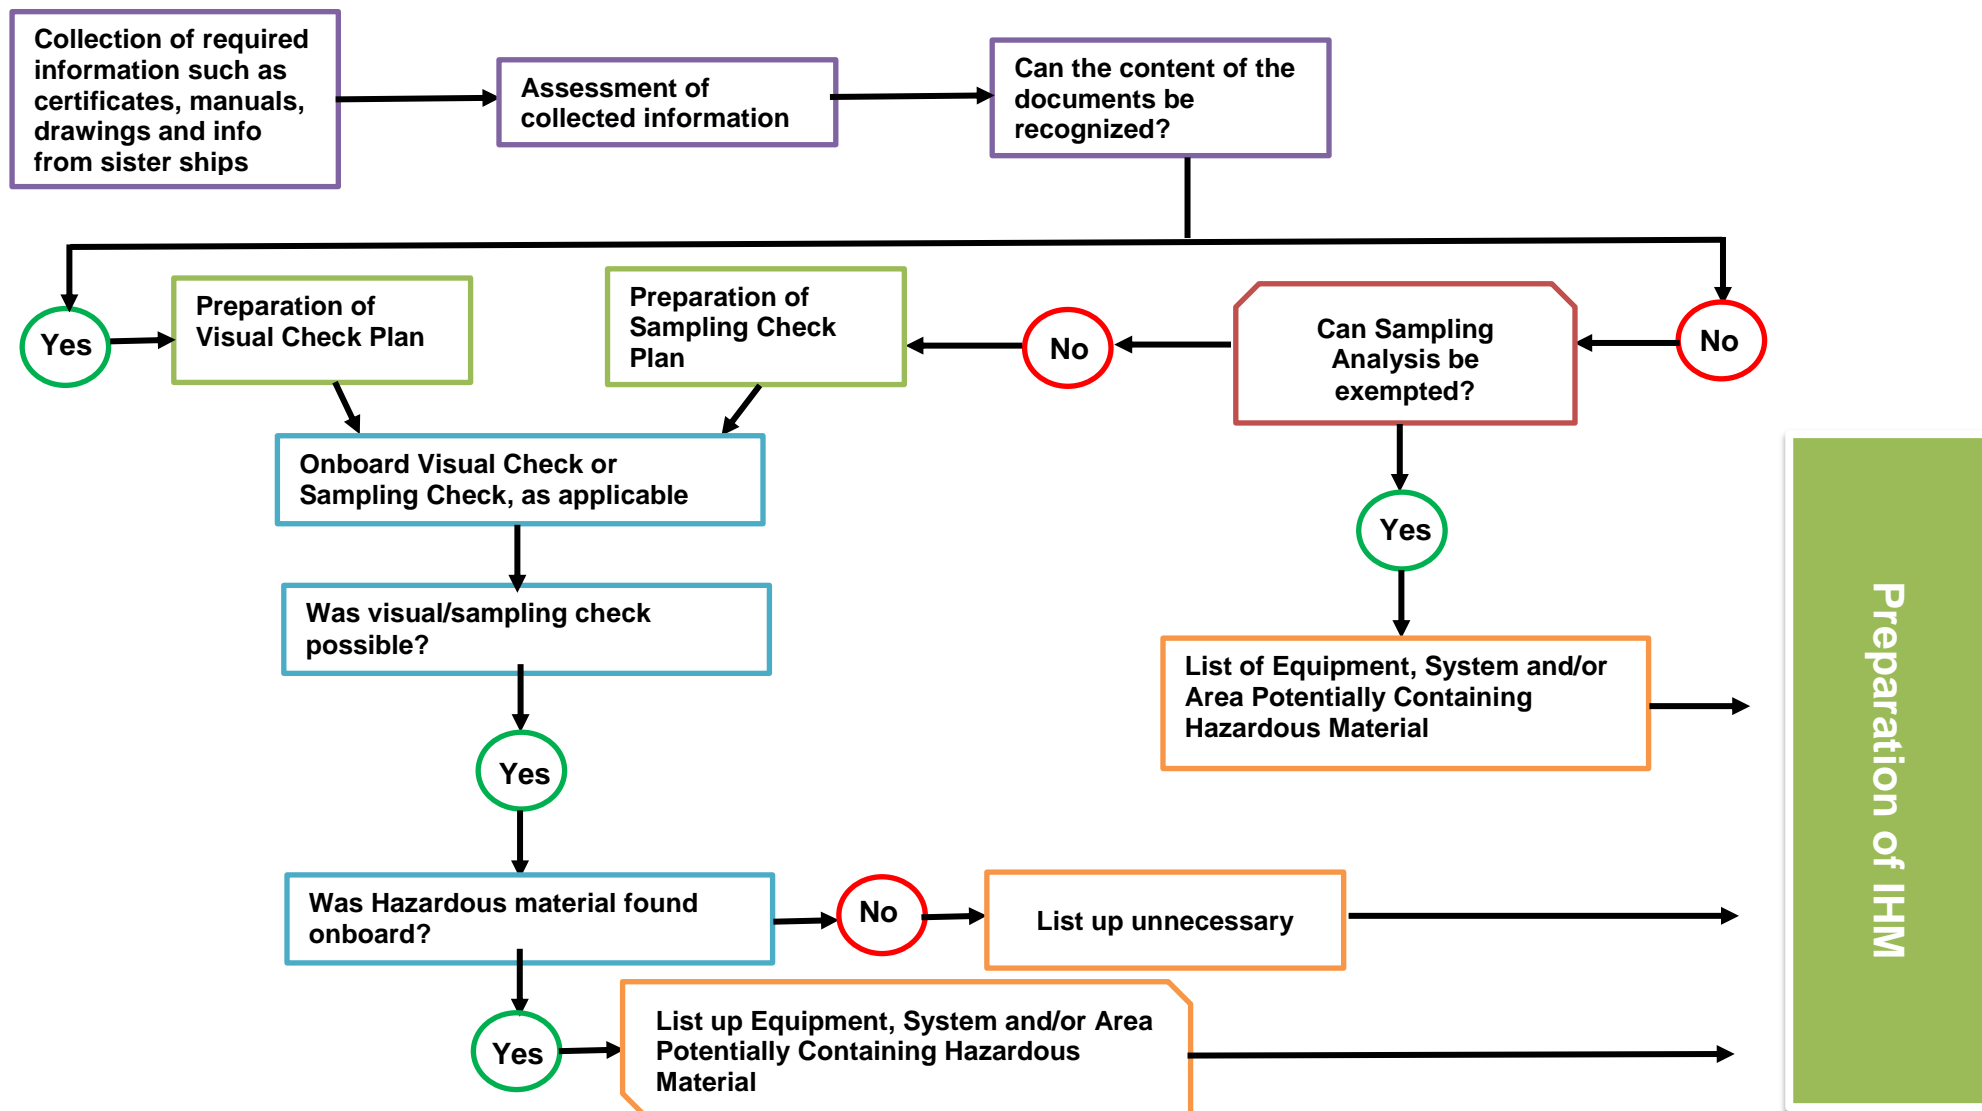 Collection of required
information such as
certificates, manuals,
drawings and info
from sister ships
Assessment of
collected information
Can the content of the
documents be
recognized?
Yes
Preparation of
Visual Check Plan
Preparation of
Sampling Check
Plan
No
Can Sampling
Analysis be
exempted?
No
Onboard Visual Check or
Sampling Check, as applicable
Yes
Was visual/sampling check
possible?
List of Equipment, System and/or
Area Potentially Containing
Hazardous Material
Yes
Was Hazardous material found
onboard?
No
List up unnecessary
Yes
List up Equipment, System and/or Area
Potentially Containing Hazardous
Material
Preparation of IHM